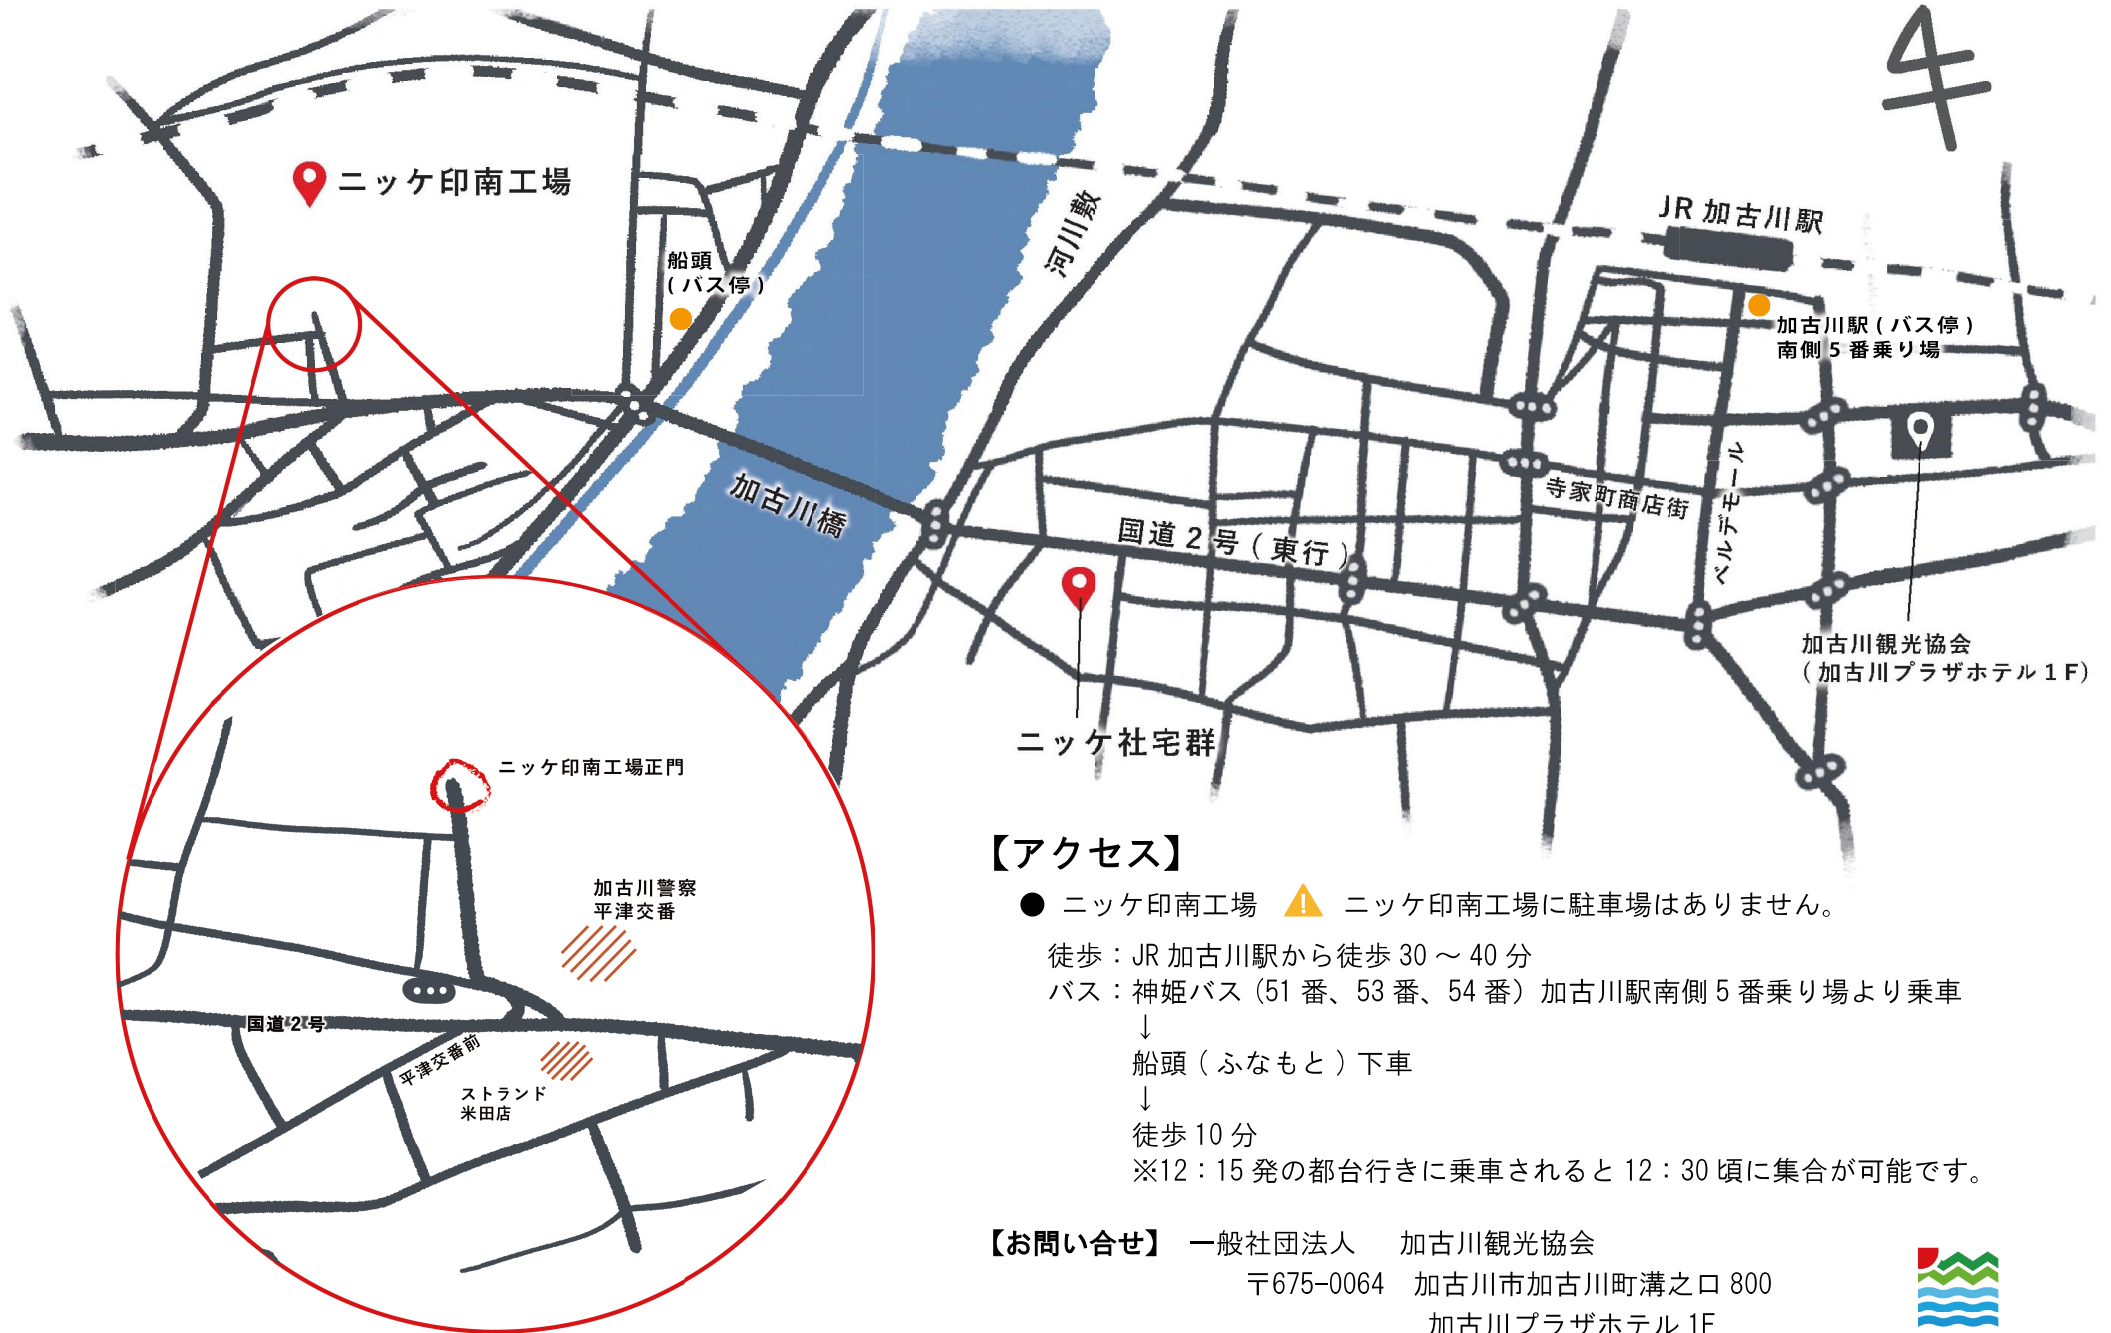 ニッケ印南工場
船頭
(バス停)
河川敷
JR 加古川駅
加古川駅(バス停)
南側5番乗り場
加古川橋
国道2号(東行)
寺家町商店街
ベルデモール
加古川観光協会
(加古川プラザホテル1F)
ニッケ社宅群
ニッケ印南工場正門
加古川警察
平津交番
国道2号
平津交番前
ストランド
米田店
【アクセス】
● ニッケ印南工場 ニッケ印南工場に駐車場はありません。
徒歩:JR 加古川駅から徒歩 30 ～ 40 分
バス:神姫バス(51 番、53 番、54 番)加古川駅南側 5 番乗り場より乗車
↓
船頭(ふなもと)下車
↓
徒歩 10 分
※12:15 発の都台行きに乗車されると 12:30 頃に集合が可能です。
【お問い合せ】 一般社団法人 加古川観光協会
〒675-0064 加古川市加古川町溝之口 800
加古川プラザホテル 1F